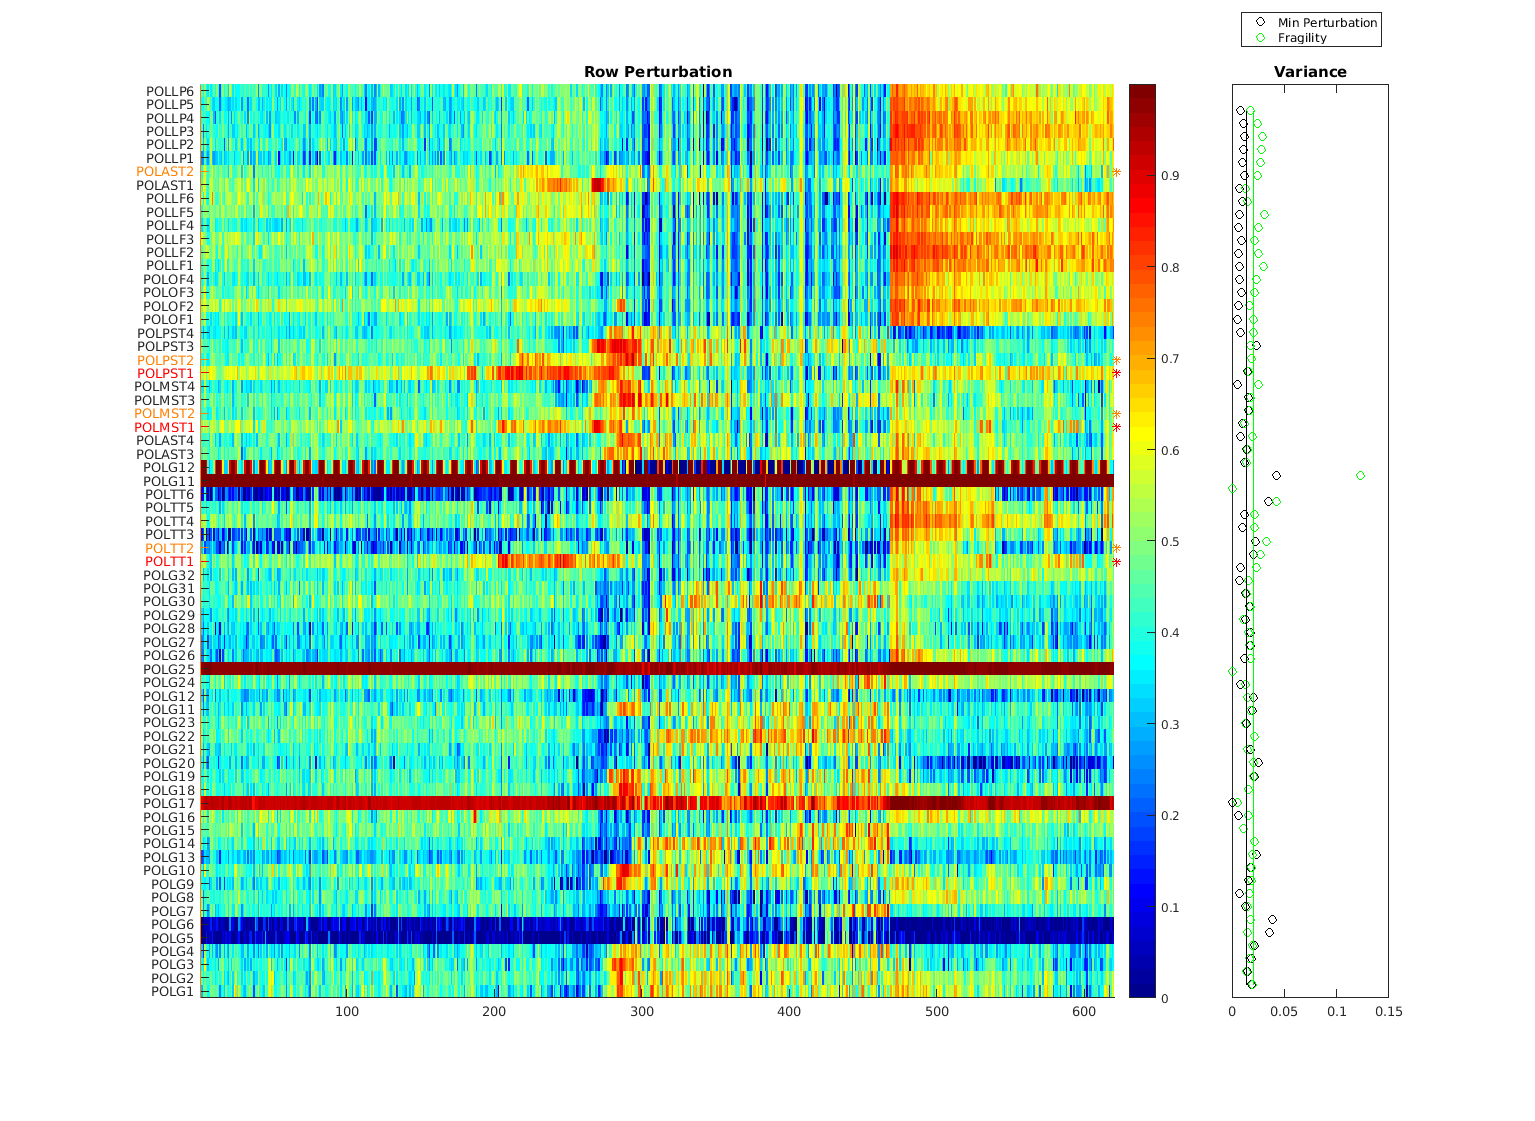 Min Perturbation
Fragility
Row Perturbation
Variance
POLLP6
POLLP5
POLLP4
POLLP3
POLLP2
POLLP1
POLAST2
POLAST1
POLLF6
POLLF5
POLLF4
POLLF3
POLLF2
POLLF1
POLOF4
POLOF3
POLOF2
POLOF1
POLPST4
POLPST3
POLPST2
POLPST1
POLMST4
POLMST3
POLMST2
POLMST1
POLAST4
POLAST3
POLG12
POLG11
POLTT6
POLTT5
POLTT4
POLTT3
POLTT2
POLTT1
POLG32
POLG31
POLG30
POLG29
POLG28
POLG27
POLG26
POLG25
POLG24
POLG12
POLG11
POLG23
POLG22
POLG21
POLG20
POLG19
POLG18
POLG17
POLG16
POLG15
POLG14
POLG13
POLG10
POLG9
POLG8
POLG7
POLG6
POLG5
POLG4
POLG3
POLG2
POLG1
100 200 300 400 500 600
0.9
0.8
0.7
0.6
0.5
0.4
0.3
0.2
0.1
0
0 0.05 0.1 0.15